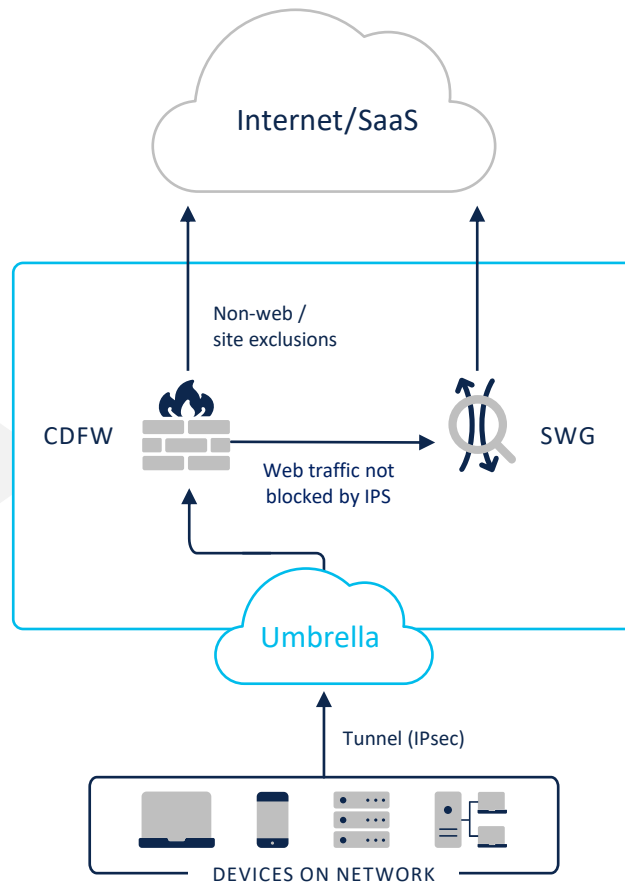 Internet/SaaS
Non-web /
site exclusions
CDFW
SWG
Web traffic not
blocked by IPS
Umbrella
Tunnel (IPsec)
DEVICES ON NETWORK